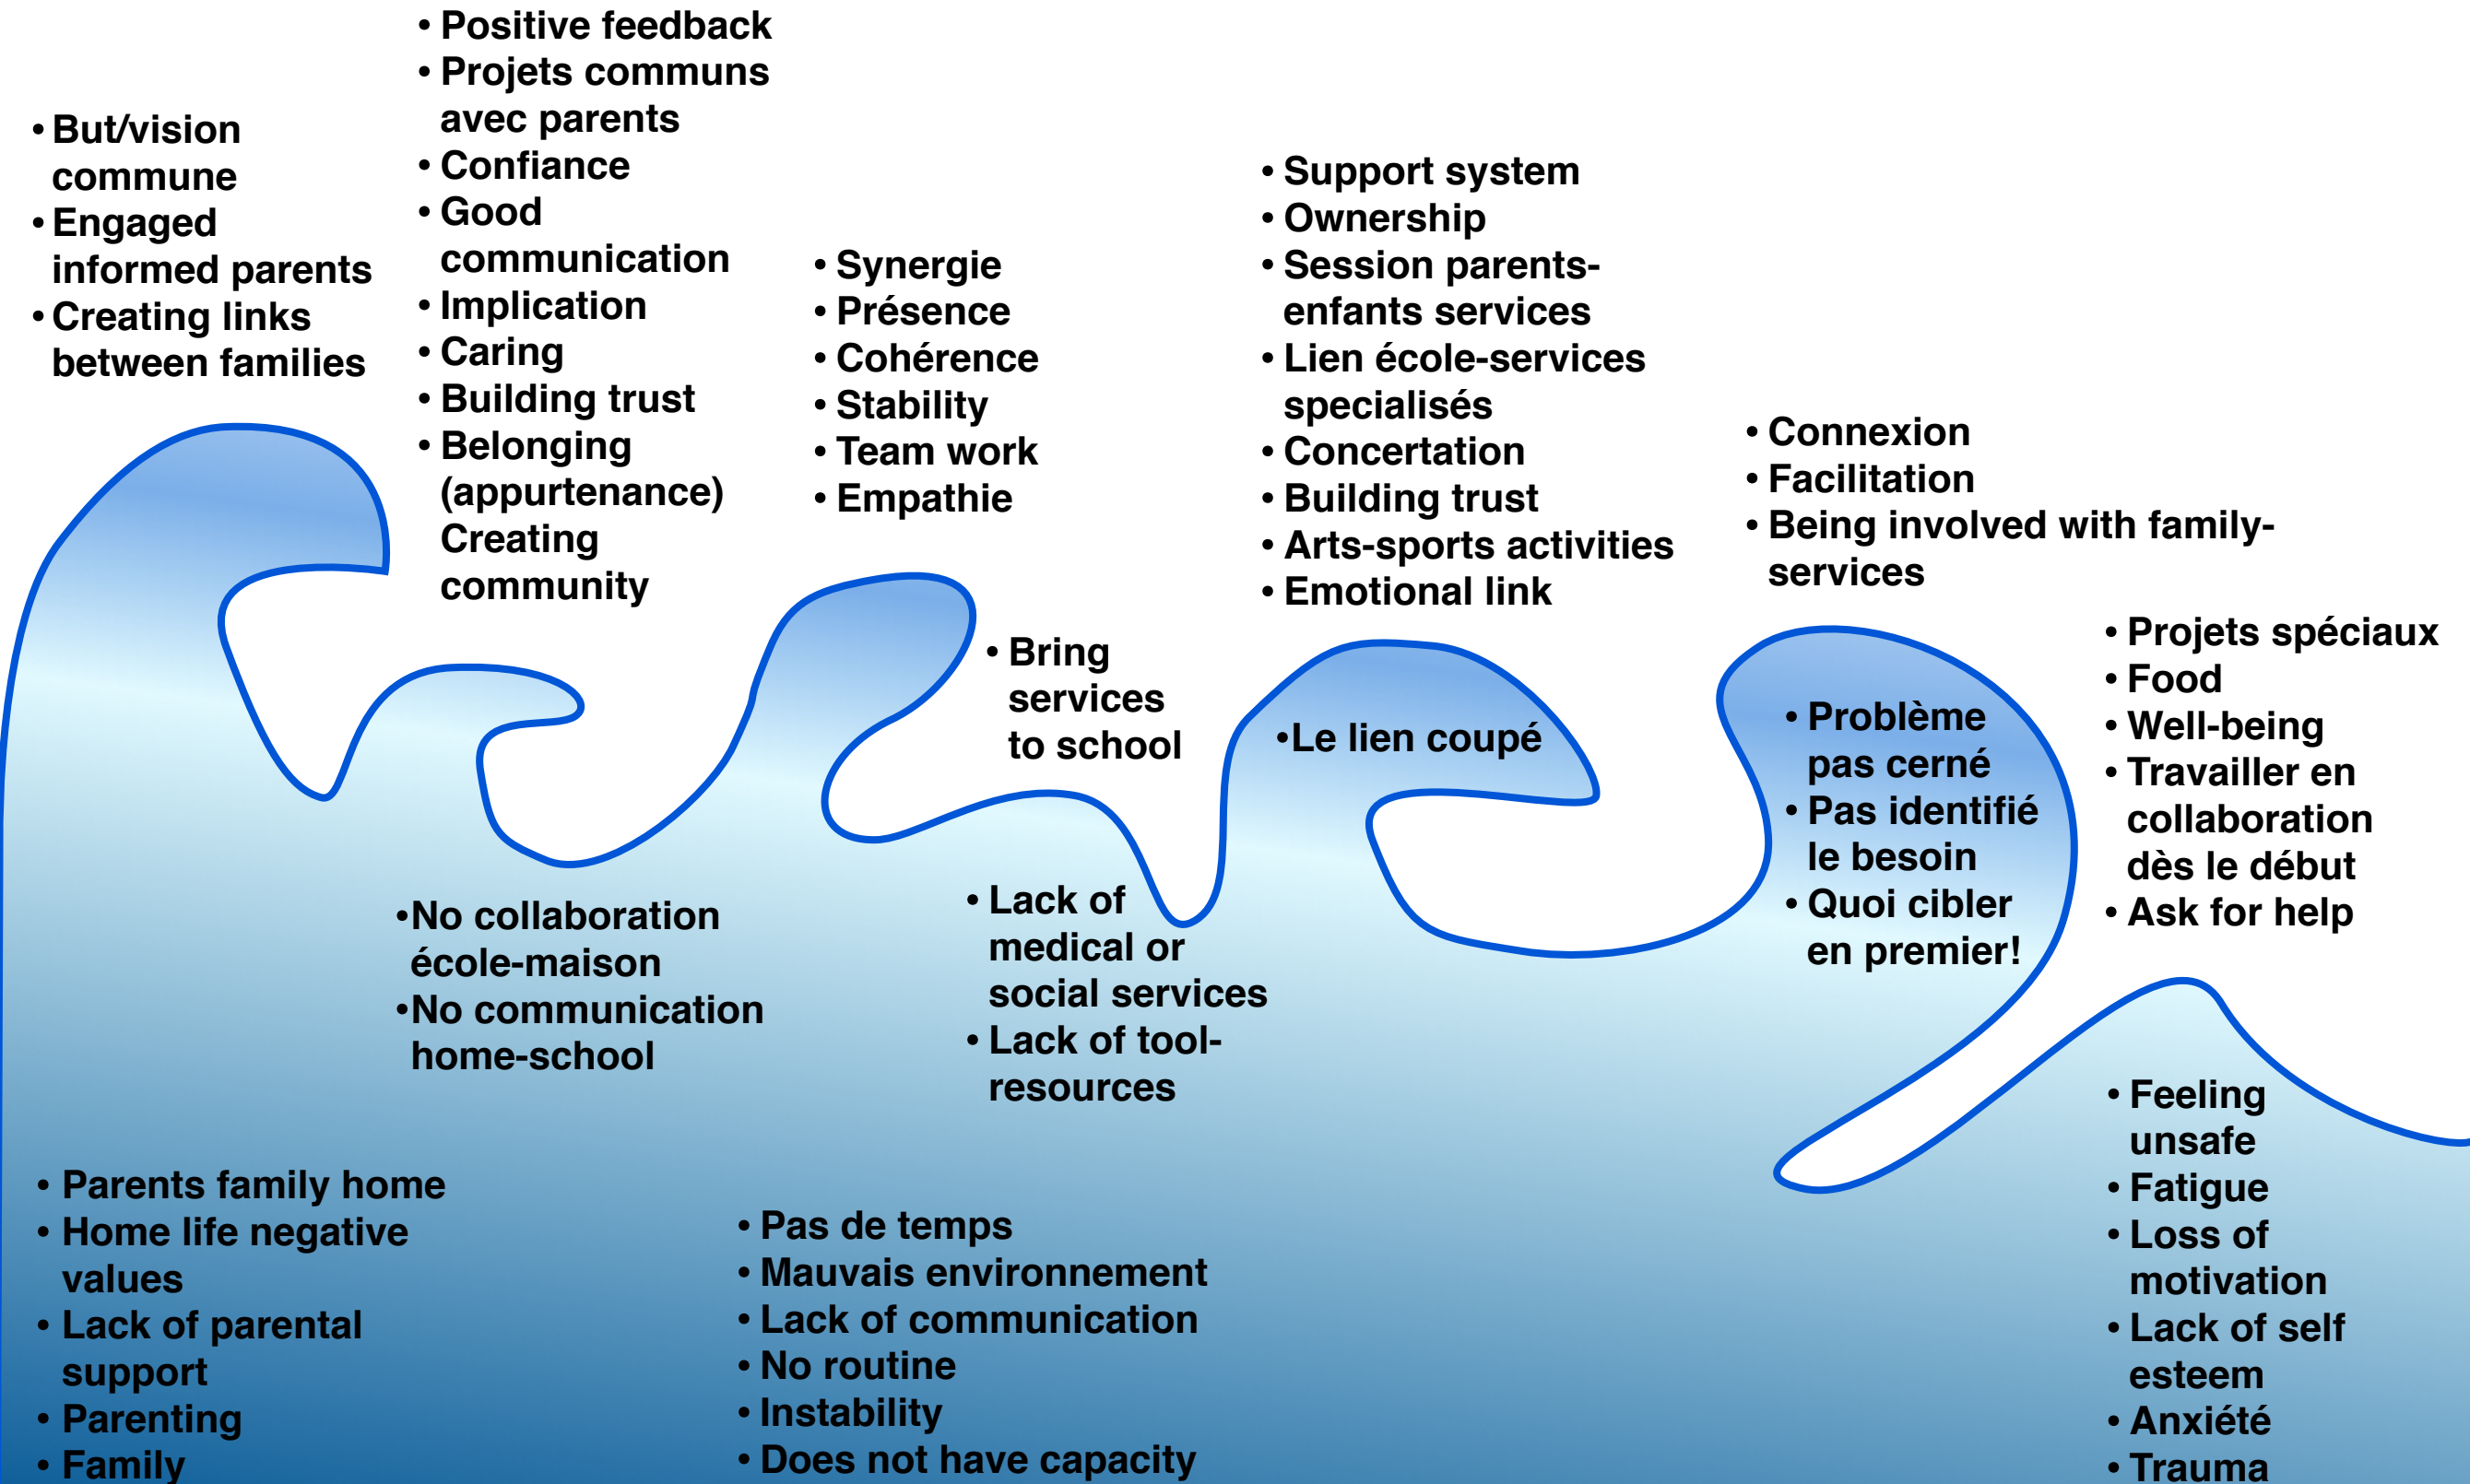 • But/vision
commune
• Engaged
informed parents
• Creating links
between families
• Positive feedback
• Projets communs
avec parents
• Confiance
• Good
communication
• Implication
• Caring
• Building trust
• Belonging
(appurtenance)
Creating
community
• Synergie
• Présence
• Cohérence
• Stability
• Team work
• Empathie
• Bring
services
to school
• Support system
• Ownership
• Session parents-
enfants services
• Lien école-services
specialisés
• Concertation
• Building trust
• Arts-sports activities
• Emotional link
• Connexion
• Facilitation
• Being involved with family-
services
• Projets spéciaux
• Food
• Well-being
• Travailler en
collaboration
dès le début
• Ask for help
•Le lien coupé
• Problème
pas cerné
• Pas identifié
le besoin
• Quoi cibler
en premier!
•No collaboration
école-maison
•No communication
home-school
• Lack of
medical or
social services
• Lack of tool-
resources
• Parents family home
• Home life negative
values
• Lack of parental
support
• Parenting
• Family
• Pas de temps
• Mauvais environnement
• Lack of communication
• No routine
• Instability
• Does not have capacity
• Feeling
unsafe
• Fatigue
• Loss of
motivation
• Lack of self
esteem
• Anxiété
• Trauma